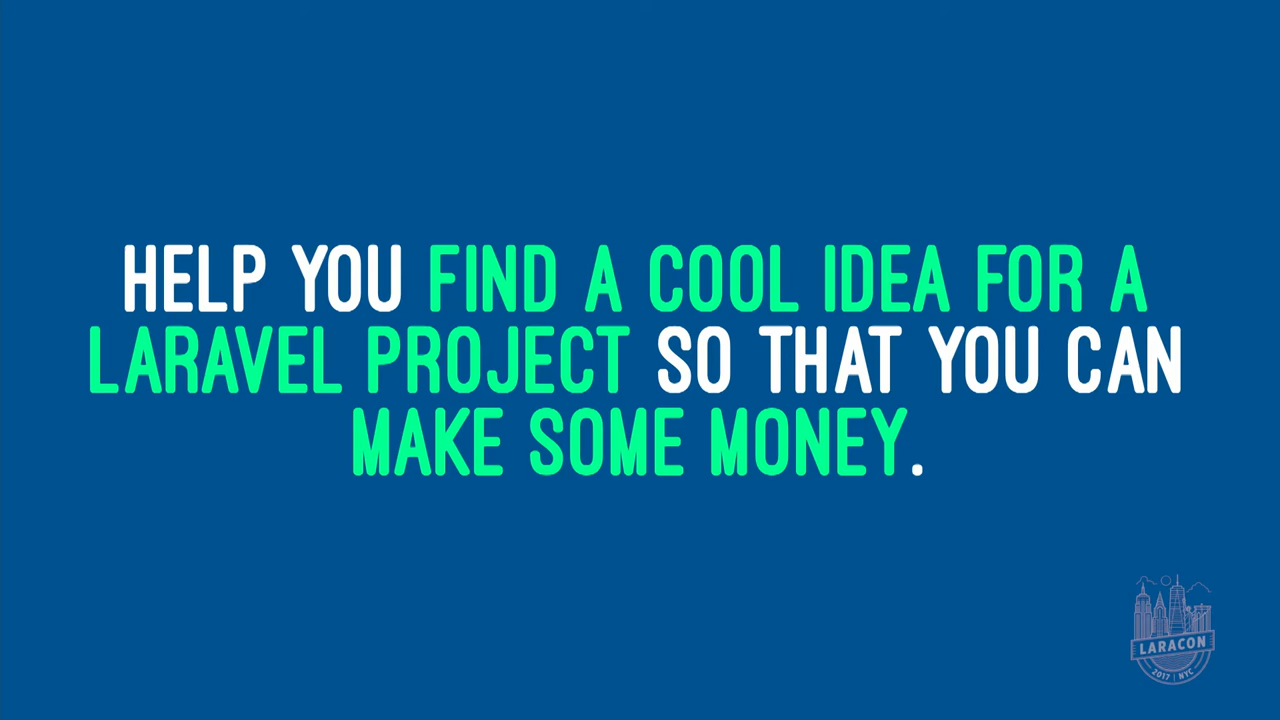 HELP YOU FIND A COOL IDEA FOR A
LARAVEL PROJECT SO THAT YOU CAN
MAKE SOME MONEY.
LARACON
2017 | NYC